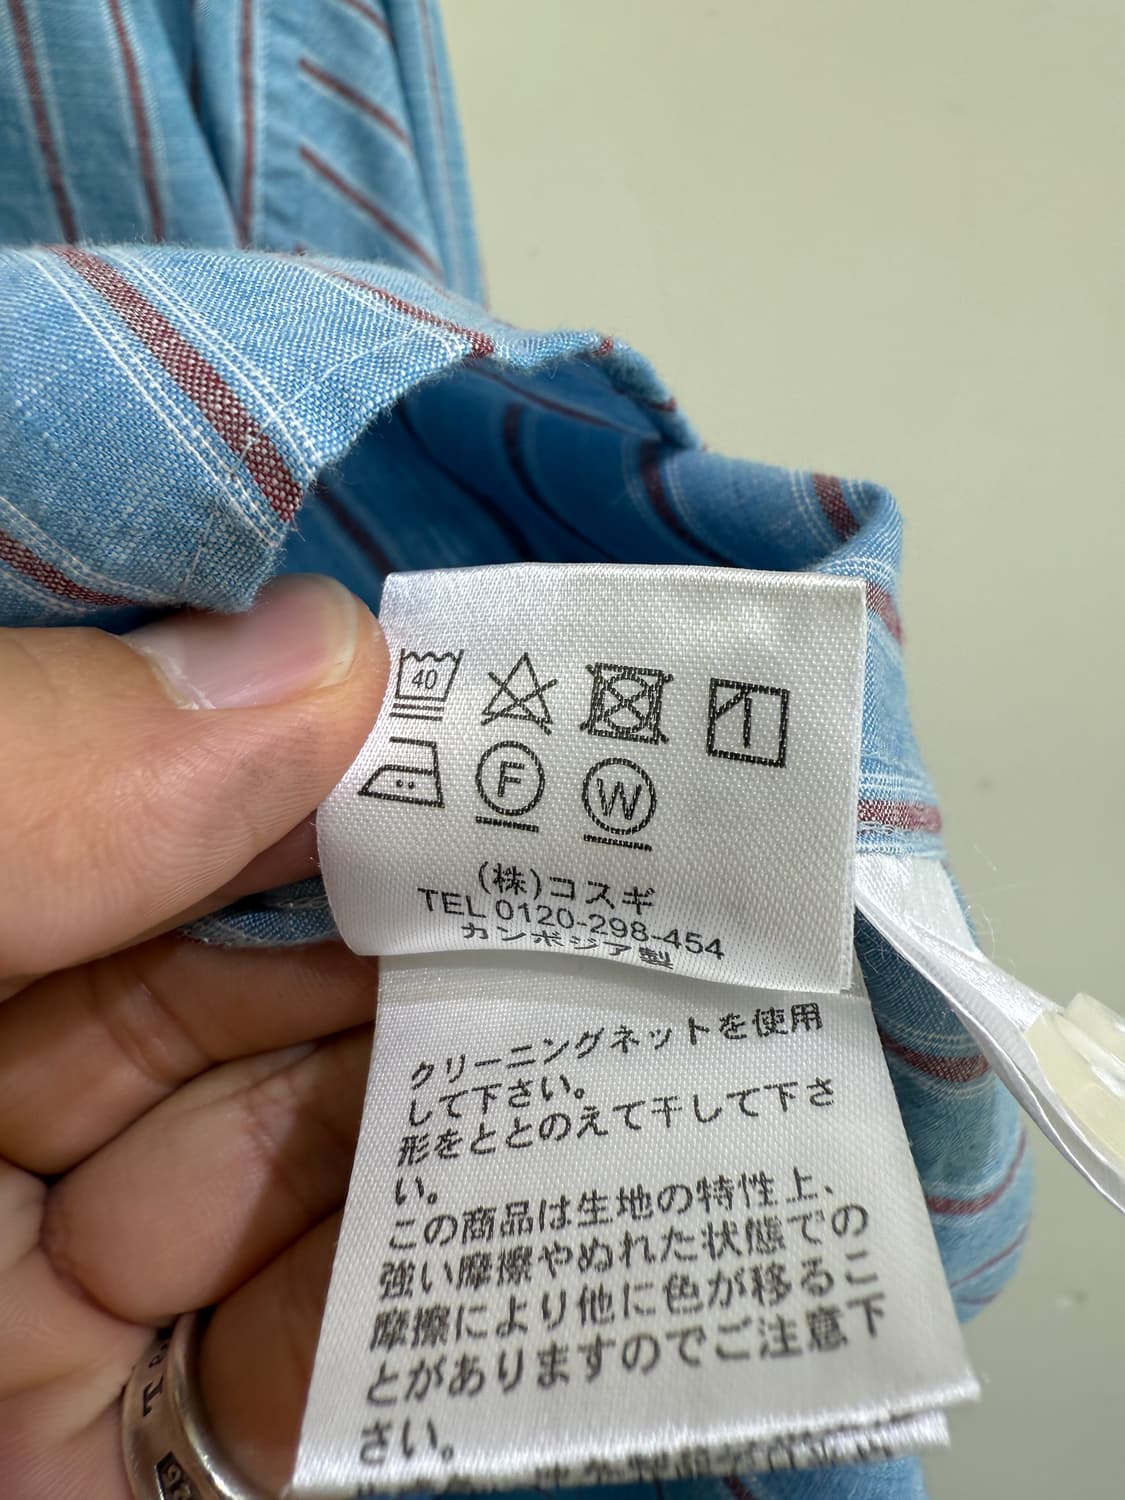 40
F
W
(株)コスギ
TEL 0120-298-454
カンボジア製
クリーニングネットを使用
して下さい。
形をととのえて干して下さ
い。
この商品は生地の特性上、
強い摩擦やぬれた状態での
摩擦により他に色が移るこ
とがありますのでご注意下
さい。